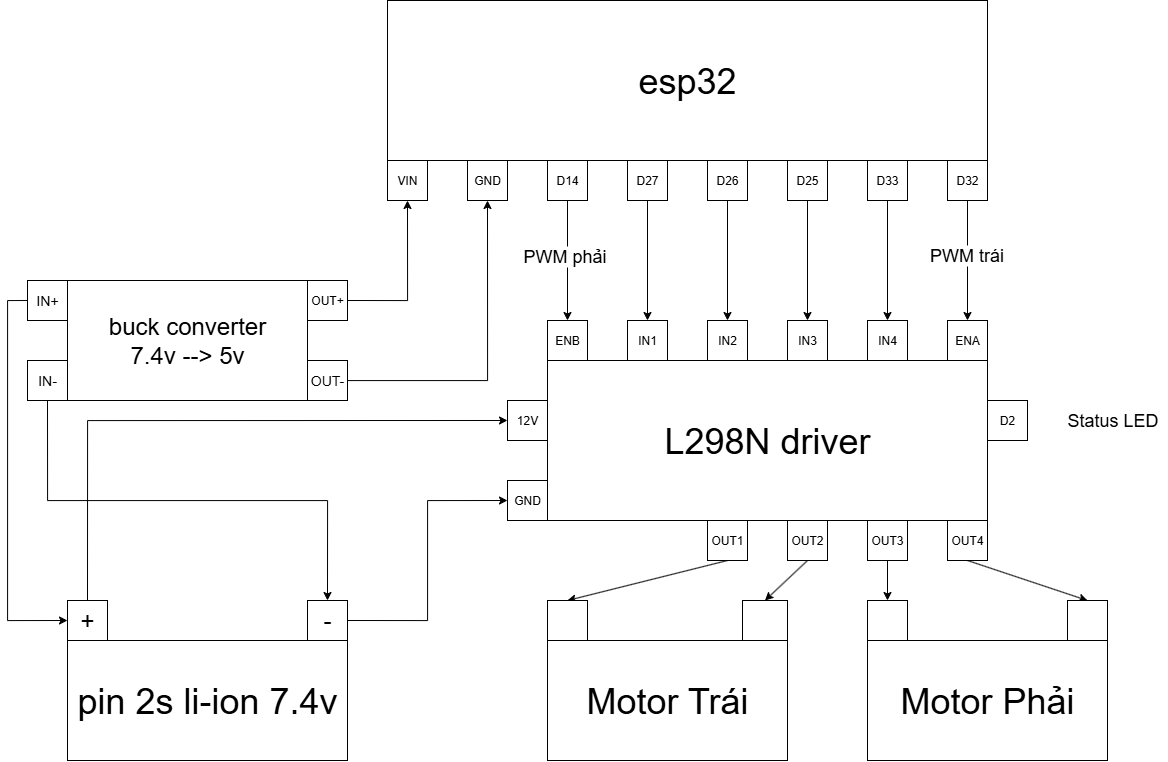 esp32
VIN
GND
D14
D27
D26
D25
D33
D32
PWM phải
PWM trái
IN+
OUT+
buck converter
7.4v --> 5v
IN-
OUT-
ENB
IN1
IN2
IN3
IN4
ENA
12V
L298N driver
D2
Status LED
GND
OUT1
OUT2
OUT3
OUT4
+
-
pin 2s li-ion 7.4v
Motor Trái
Motor Phải